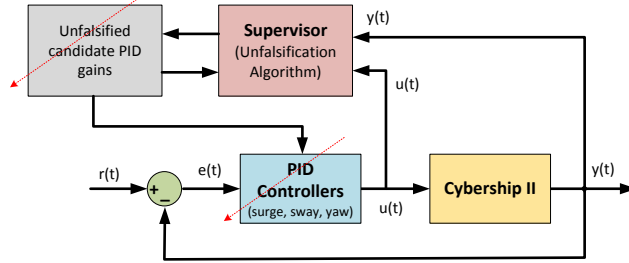 Unfalsified
candidate PID
gains
Supervisor
(Unfalsification
Algorithm)
y(t)
u(t)
r(t)
+
−
e(t)
PID
Controllers
(surge, sway, yaw)
u(t)
Cybership II
y(t)